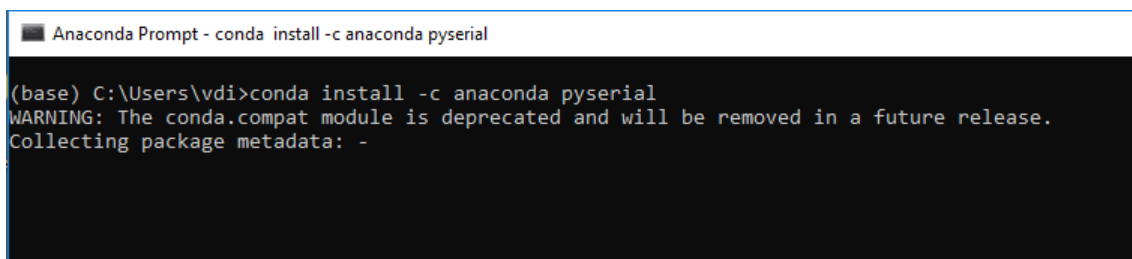 Anaconda Prompt - conda  install -c anaconda pyserial
(base) C:\Users\vdi>conda install -c anaconda pyserial
WARNING: The conda.compat module is deprecated and will be removed in a future release.
Collecting package metadata: -